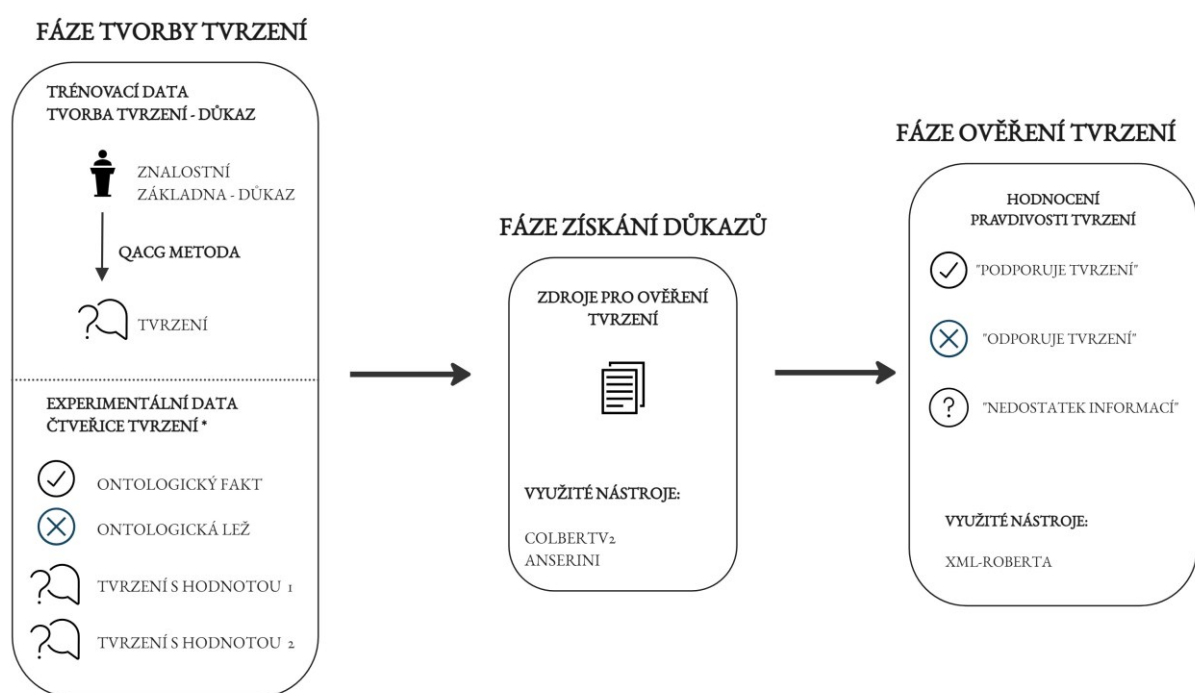 FÁZE TVORBY TVRZENÍ
TRÉNOVACÍ DATA
TVORBA TVRZENÍ - DŮKAZ
ZNALOSTNÍ
ZÁKLADNA - DŮKAZ
QACG METODA
TVRZENÍ
EXPERIMENTÁLNÍ DATA
ČTVEŘICE TVRZENÍ *
ONTOLOGICKÝ FAKT
ONTOLOGICKÁ LEŽ
TVRZENÍ S HODNOTOU 1
TVRZENÍ S HODNOTOU 2
FÁZE ZÍSKÁNÍ DŮKAZŮ
ZDROJE PRO OVĚŘENÍ
TVRZENÍ
VYUŽITÉ NÁSTROJE:
COLBERTV2
ANSERINI
FÁZE OVĚŘENÍ TVRZENÍ
HODNOCENÍ
PRAVDIVOSTI TVRZENÍ
"PODPORUJE TVRZENÍ"
"ODPORUJE TVRZENÍ"
"NEDOSTATEK INFORMACÍ"
VYUŽITÉ NÁSTROJE:
XML-ROBERTA